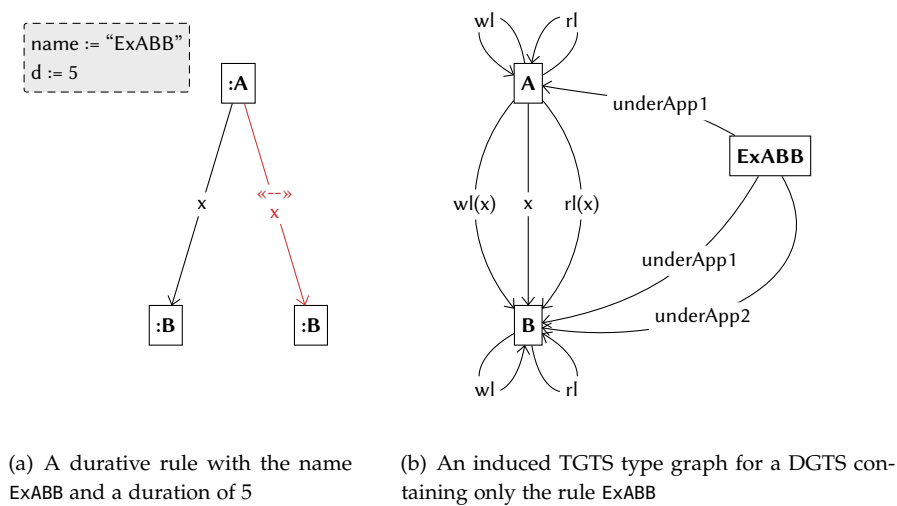 name := “ExABB”
d := 5
:A
x
«--»
x
:B
:B
wl
rl
A
underApp1
ExABB
wl(x)
x
rl(x)
underApp1
underApp2
B
wl
rl
(a) A durative rule with the name
ExABB and a duration of 5
(b) An induced TGTS type graph for a DGTS con-
taining only the rule ExABB